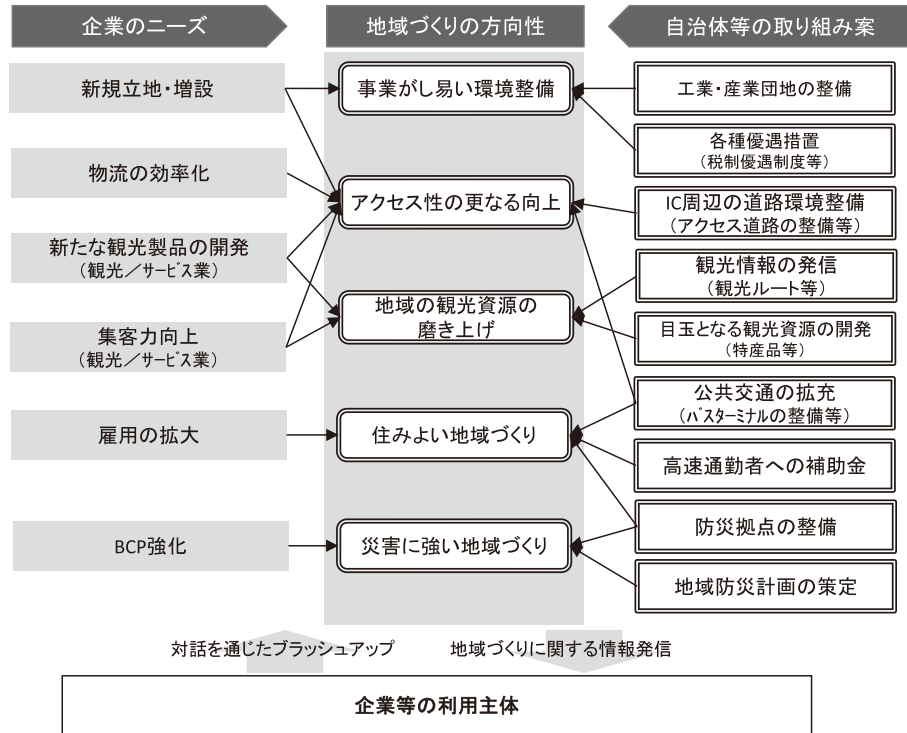 企業のニーズ
地域づくりの方向性
自治体等の取り組み案
新規立地・増設
物流の効率化
新たな観光製品の開発
（観光／サービス業）
集客力向上
（観光／サービス業）
雇用の拡大
BCP強化
事業がし易い環境整備
アクセス性の更なる向上
地域の観光資源の
磨き上げ
住みよい地域づくり
災害に強い地域づくり
工業・産業団地の整備
各種優遇措置
（税制優遇制度等）
IC周辺の道路環境整備
（アクセス道路の整備等）
観光情報の発信
（観光ルート等）
目玉となる観光資源の開発
（特産品等）
公共交通の拡充
（バスターミナルの整備等）
高速通勤者への補助金
防災拠点の整備
地域防災計画の策定
対話を通じたブラッシュアップ
地域づくりに関する情報発信
企業等の利用主体